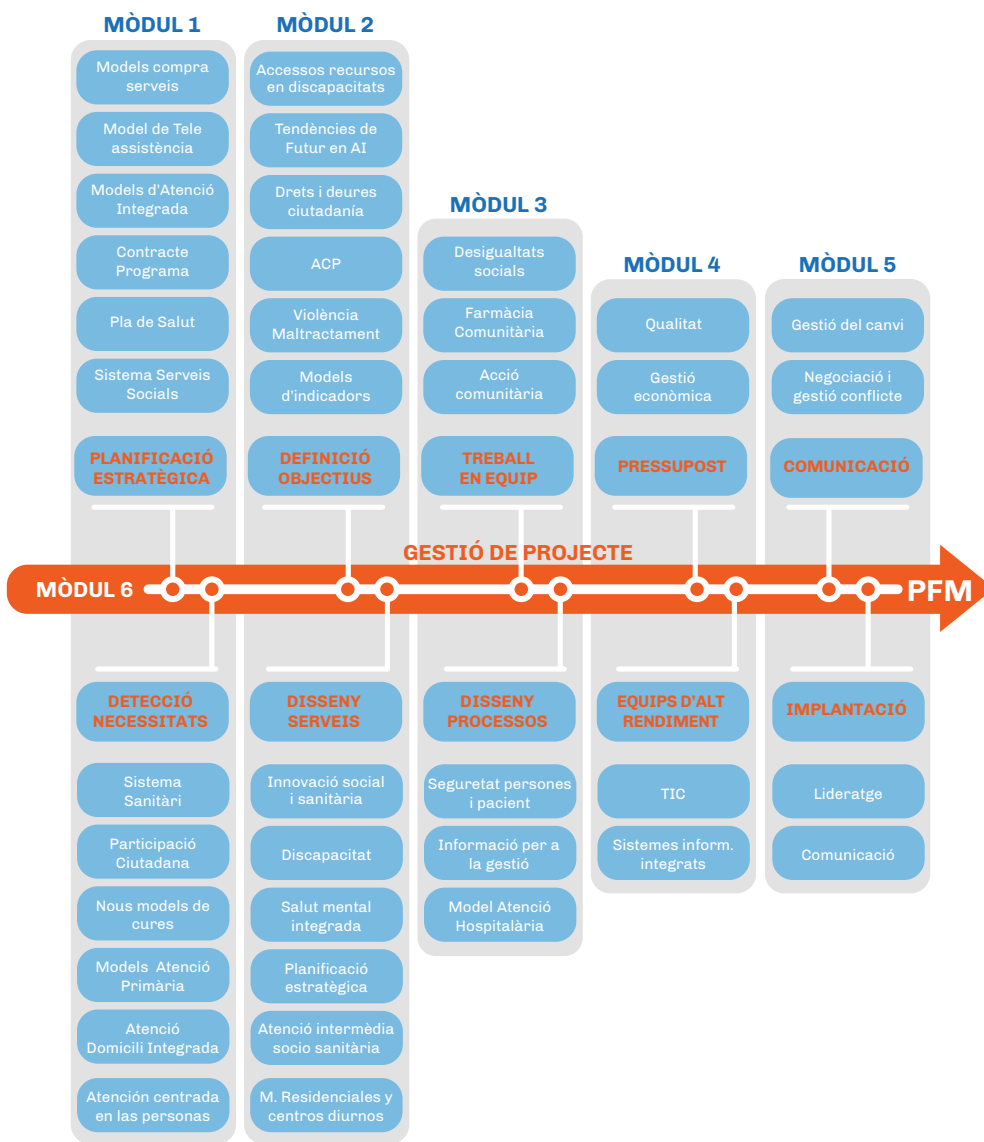 MÒDUL 1
Models compra
serveis
Model de Tele
assistència
Models d'Atenció
Integrada
Contracte
Programa
Pla de Salut
Sistema Serveis
Socials
PLANIFICACIÓ
ESTRATÈGICA
MÒDUL 2
Accessos recursos
en discapacitats
Tendències de
Futur en AI
Drets i deures
ciutadanía
ACP
Violència
Maltractament
Models
d'indicadors
DEFINICIÓ
OBJECTIUS
MÒDUL 3
Desigualtats
socials
Farmàcia
Comunitària
Acció
comunitària
TREBALL
EN EQUIP
MÒDUL 4
Qualitat
Gestió
econòmica
PRESSUPOST
MÒDUL 5
Gestió del canvi
Negociació i
gestió conflicte
COMUNICACIÓ
GESTIÓ DE PROJECTE
MÒDUL 6
PFM
DETECCIÓ
NECESSITATS
Sistema
Sanitàri
Participació
Ciutadana
Nous models de
cures
Models Atenció
Primària
Atenció
Domicili Integrada
Atención centrada
en las personas
DISSENY
SERVEIS
Innovació social
i sanitària
Discapacitat
Salut mental
integrada
Planificació
estratègica
Atenció intermèdia
socio sanitària
M. Residenciales y
centros diurnos
DISSENY
PROCESSOS
Seguretat persones
i pacient
Informació per a
la gestió
Model Atenció
Hospitalària
EQUIPS D'ALT
RENDIMENT
TIC
Sistemes inform.
integrats
IMPLANTACIÓ
Lideratge
Comunicació